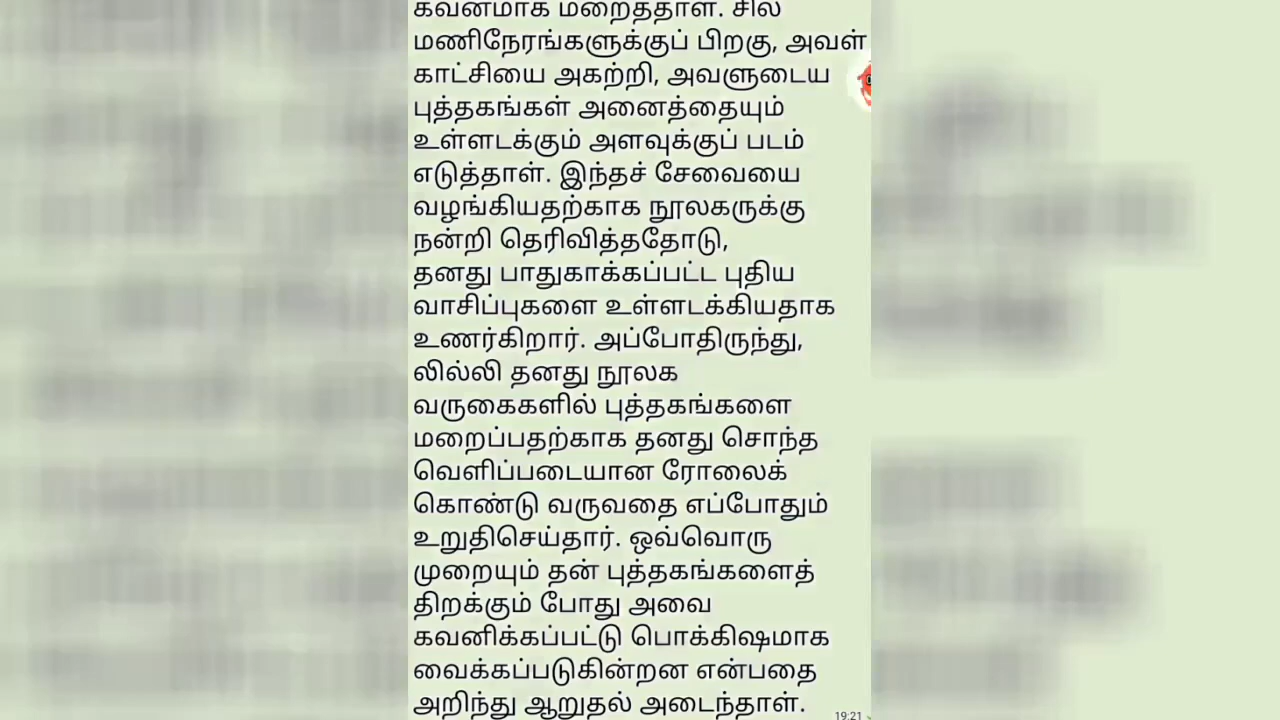 கவனமாக மறைத்தாள். சில
மணிநேரங்களுக்குப் பிறகு, அவள்
காட்சியை அகற்றி, அவளுடைய
புத்தகங்கள் அனைத்தையும்
உள்ளடக்கும் அளவுக்குப் படம்
எடுத்தாள். இந்தச் சேவையை
வழங்கியதற்காக நூலகருக்கு
நன்றி தெரிவித்ததோடு,
தனது பாதுகாக்கப்பட்ட புதிய
வாசிப்புகளை உள்ளடக்கியதாக
உணர்கிறார். அப்போதிருந்து,
லில்லி தனது நூலக
வருகைகளில் புத்தகங்களை
மறைப்பதற்காக தனது சொந்த
வெளிப்படையான ரோலைக்
கொண்டு வருவதை எப்போதும்
உறுதிசெய்தார். ஒவ்வொரு
முறையும் தன் புத்தகங்களைத்
திறக்கும் போது அவை
கவனிக்கப்பட்டு பொக்கிஷமாக
வைக்கப்படுகின்றன என்பதை
அறிந்து ஆறுதல் அடைந்தாள்.
19:21